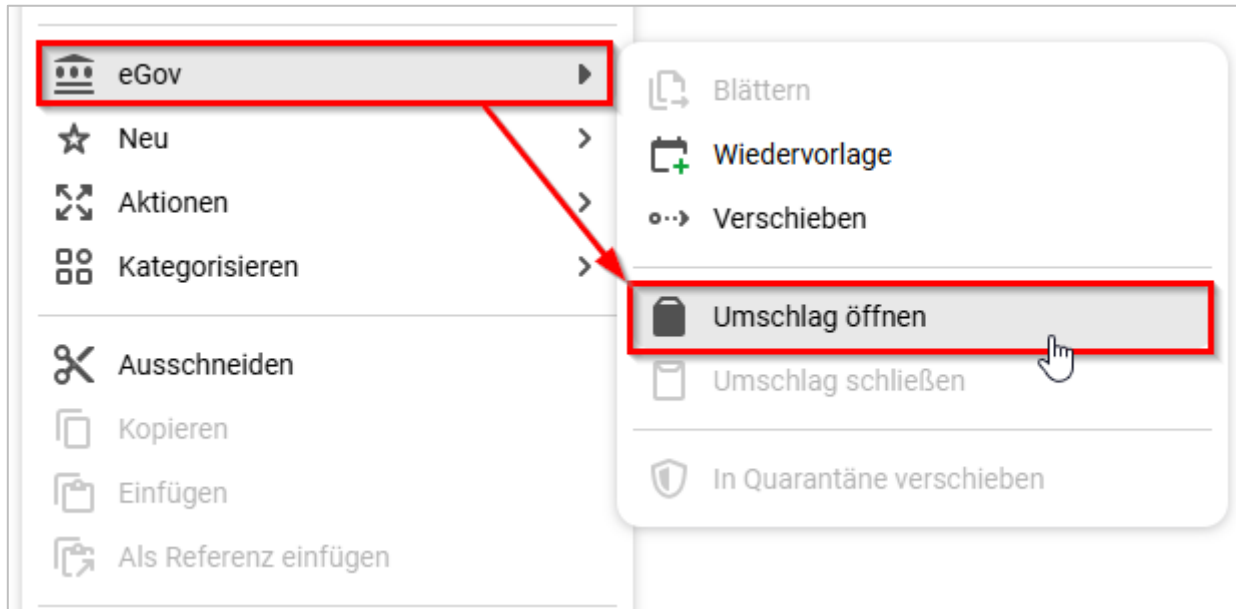 eGov
Neu
Aktionen
Kategorisieren
Ausschneiden
Kopieren
Einfügen
Als Referenz einfügen
Blättern
Wiedervorlage
Verschieben
Umschlag öffnen
Umschlag schließen
In Quarantäne verschieben